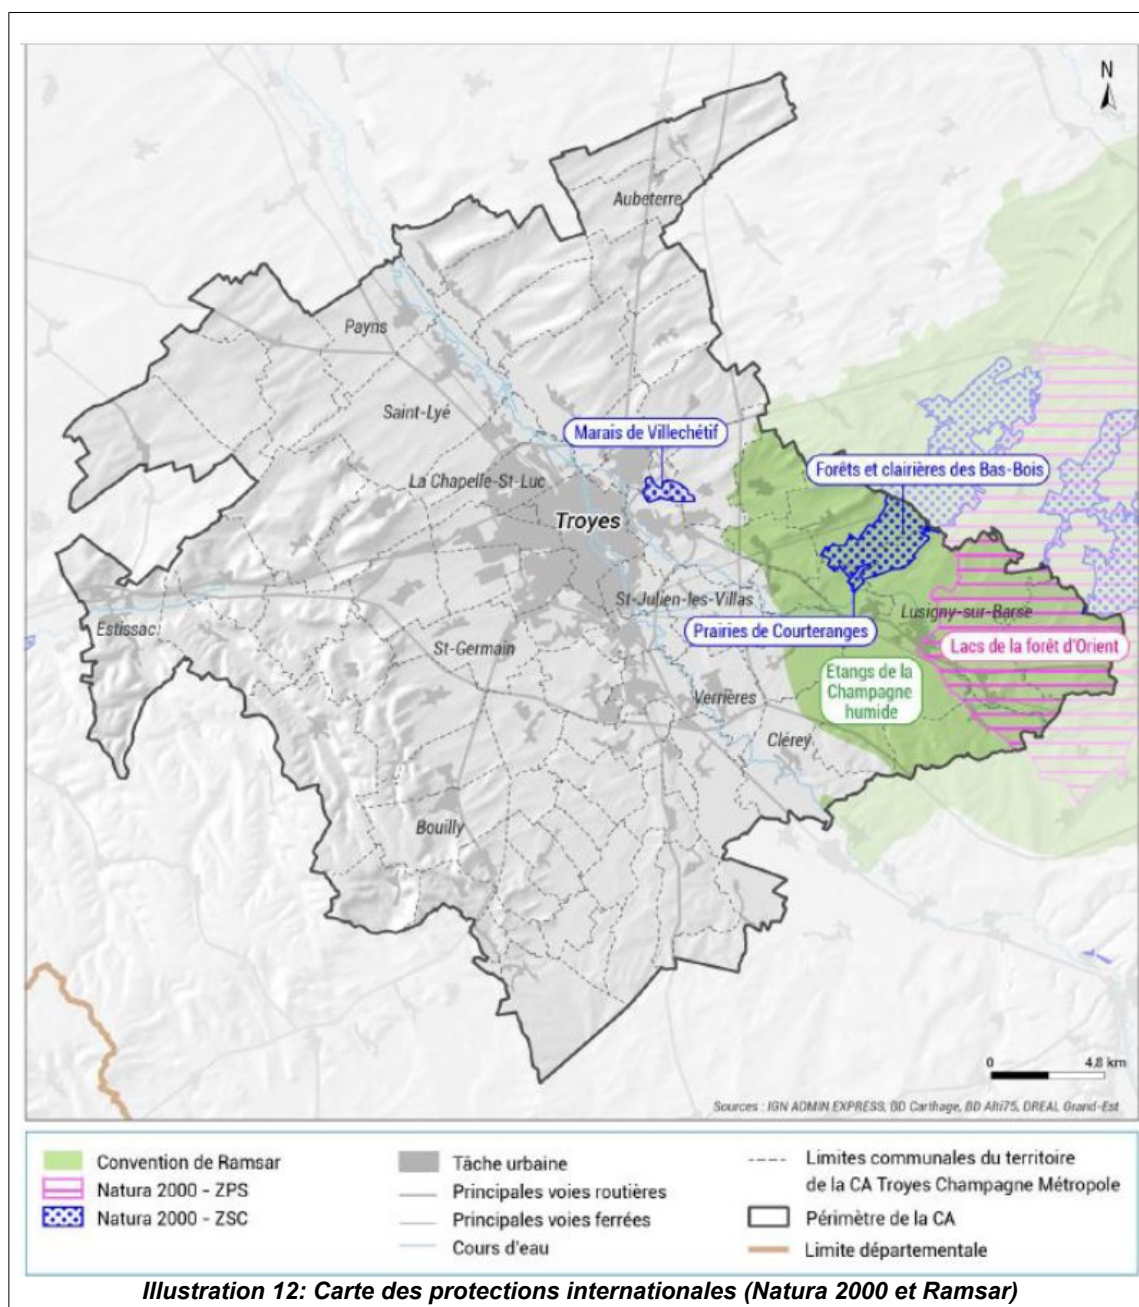 N
Aubeterre
Payns
Saint-Lyé
Marais de Villechétif
Forêts et clairières des Bas-Bois
La Chapelle-St-Luc
Troyes
St-Julien-les-Villas
Lusigny-sur-Barse
Estissac
St-Germain
Prairies de Courteranges
Lacs de la forêt d'Orient
Etangs de la
Champagne
humide
Verrières
Clérey
Bouilly
0 4.8 km
Sources : IGN ADMIN EXPRESS, BD Carthage, BD Alti75, DREAL Grand-Est
Convention de Ramsar
Natura 2000 - ZPS
Natura 2000 - ZSC
Tâche urbaine
Principales voies routières
Principales voies ferrées
Cours d'eau
Limites communales du territoire
de la CA Troyes Champagne Métropole
Périmètre de la CA
Limite départementale
Illustration 12: Carte des protections internationales (Natura 2000 et Ramsar)